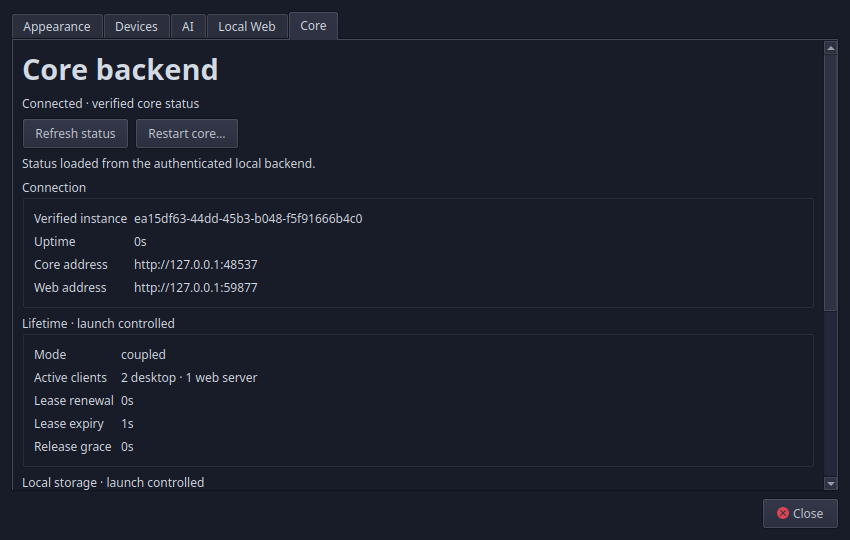 Appearance Devices AI Local Web Core
Core backend
Connected · verified core status
Refresh status Restart core...
Status loaded from the authenticated local backend.
Connection
Verified instance ea15df63-44dd-45b3-b048-f5f91666b4c0
Uptime 0s
Core address http://127.0.0.1:48537
Web address http://127.0.0.1:59877
Lifetime · launch controlled
Mode coupled
Active clients 2 desktop · 1 web server
Lease renewal 0s
Lease expiry 1s
Release grace 0s
Local storage · launch controlled
Close